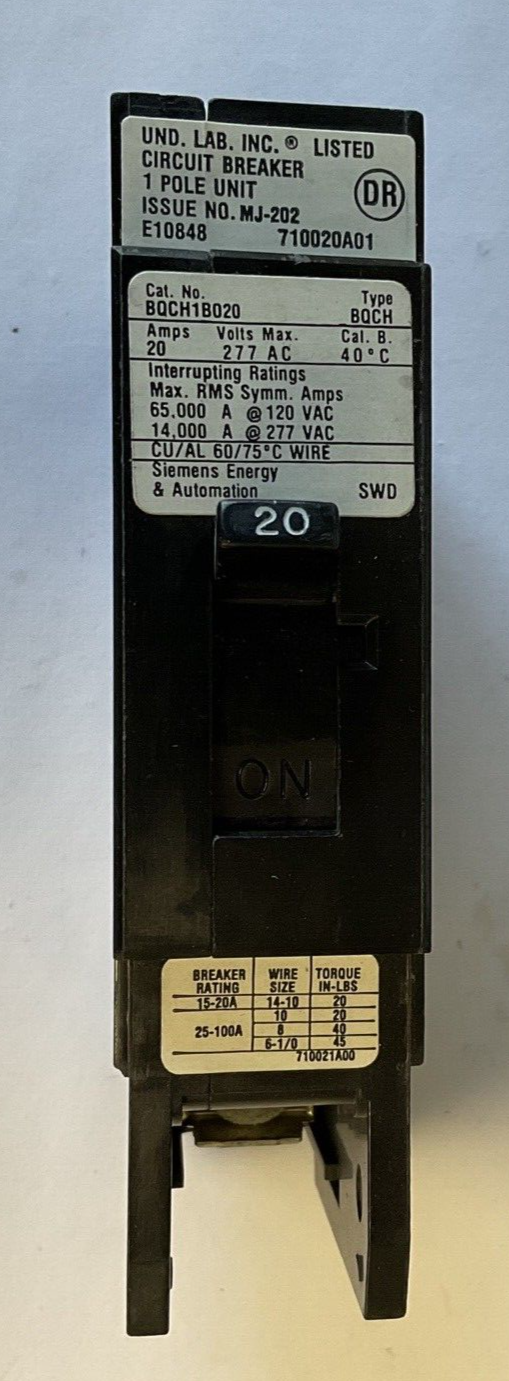 UND. LAB. INC.® LISTED
CIRCUIT BREAKER
1 POLE UNIT
DR
ISSUE NO. MJ-202
E10848 710020A01
Cat. No. Type
BQCH1B020 BQCH
Amps Volts Max. Cal. B.
20 277 AC 40°C
Interrupting Ratings
Max. RMS Symm. Amps
65,000 A @ 120 VAC
14,000 A @ 277 VAC
CU/AL 60/75°C WIRE
Siemens Energy
& Automation SWD
20
ON
BREAKER WIRE TORQUE
RATING SIZE IN-LBS
15-20A 14-10 20
10 20
25-100A 8 40
6-1/0 45
710021A00